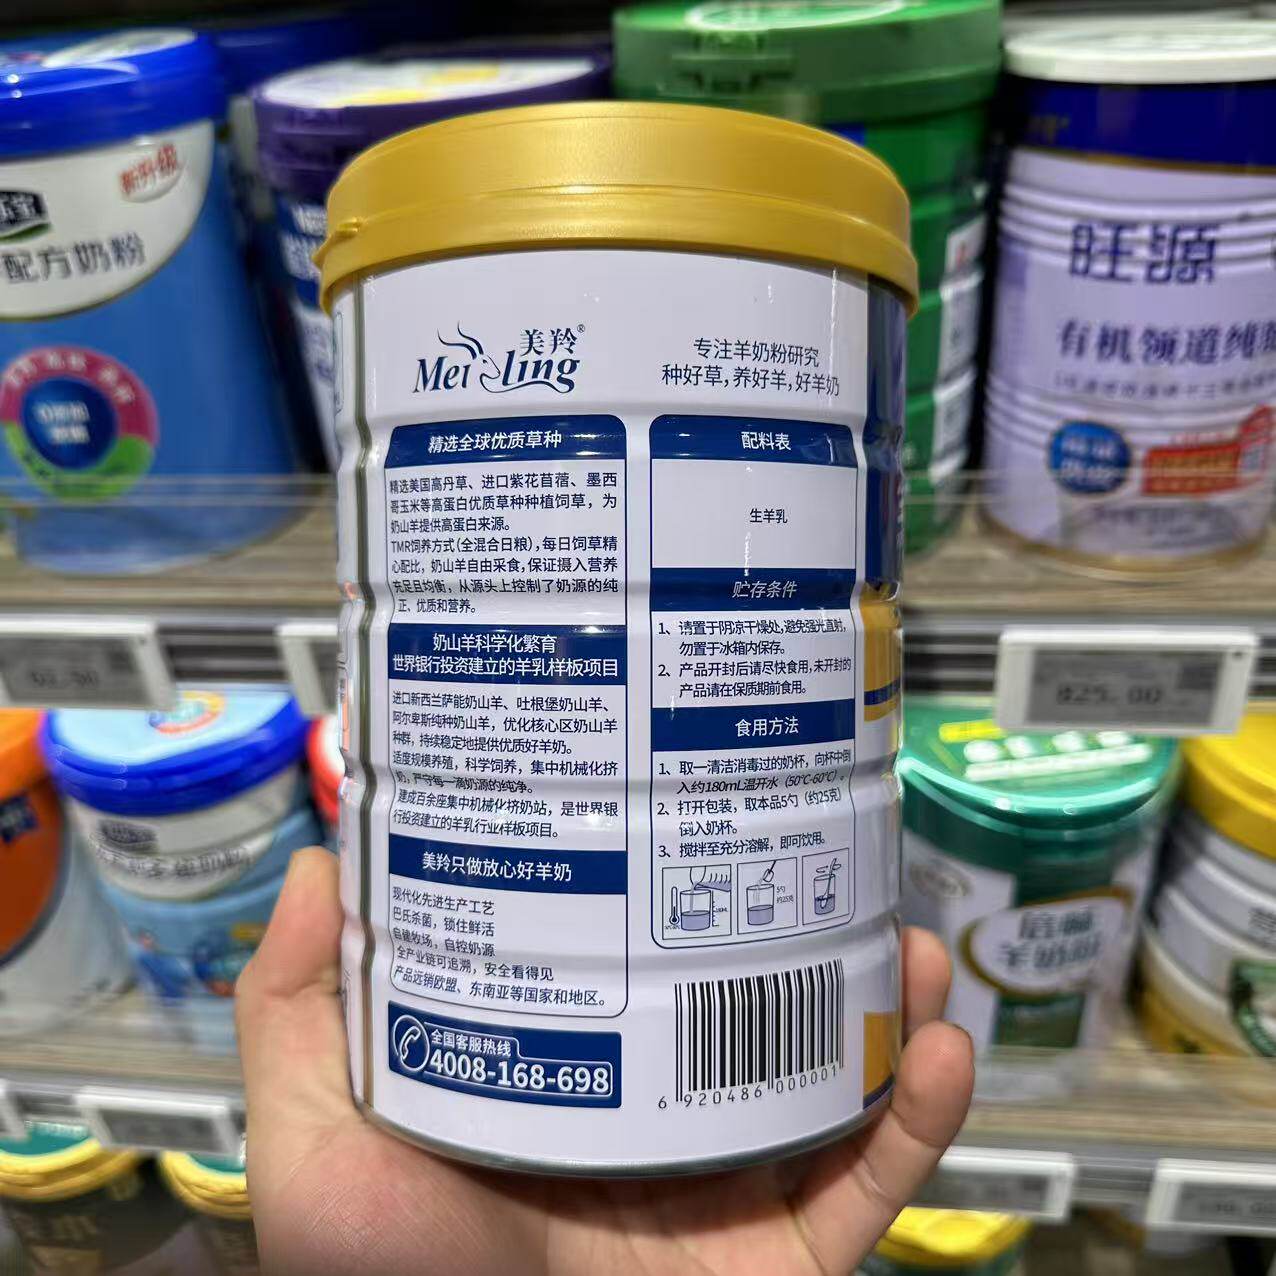 美羚®
Meiling
专注羊奶粉研究
种好草,养好羊,好羊奶
精选全球优质草种
精选美国高丹草、进口紫花苜蓿、墨西
哥玉米等高蛋白优质草种种植饲草，为
奶山羊提供高蛋白来源。
TMR饲养方式(全混合日粮),每日饲草精
心配比，奶山羊自由采食,保证摄入营养
充足且均衡，从源头上控制了奶源的纯
正、优质和营养。
奶山羊科学化繁育
世界银行投资建立的羊乳样板项目
进口新西兰萨能奶山羊、吐根堡奶山羊、
阿尔卑斯纯种奶山羊，优化核心区奶山羊
种群，持续稳定地提供优质好羊奶。
适度规模养殖，科学饲养，集中机械化挤
奶，严守每一滴奶源的纯净。
建成百余座集中机械化挤奶站，是世界银
行投资建立的羊乳行业样板项目。
美羚只做放心好羊奶
现代化先进生产工艺
巴氏杀菌，锁住鲜活
自建牧场，自控奶源
全产业链可追溯，安全看得见
产品远销欧盟、东南亚等国家和地区。
全国客服热线
4008-168-698
配料表
生羊乳
贮存条件
1、请置于阴凉干燥处,避免强光直射,
勿置于冰箱内保存。
2、产品开封后请尽快食用,未开封的
产品请在保质期前食用。
食用方法
1、取一清洁消毒过的奶杯，向杯中倒
入约180mL温开水（50℃-60℃）。
2、打开包装，取本品5勺（约25克）
倒入奶杯。
3、搅拌至充分溶解，即可饮用。
5勺
约25克
6 920486 000001
新升级
配方奶粉
旺源
有机领道纯
825.00
羊奶粉